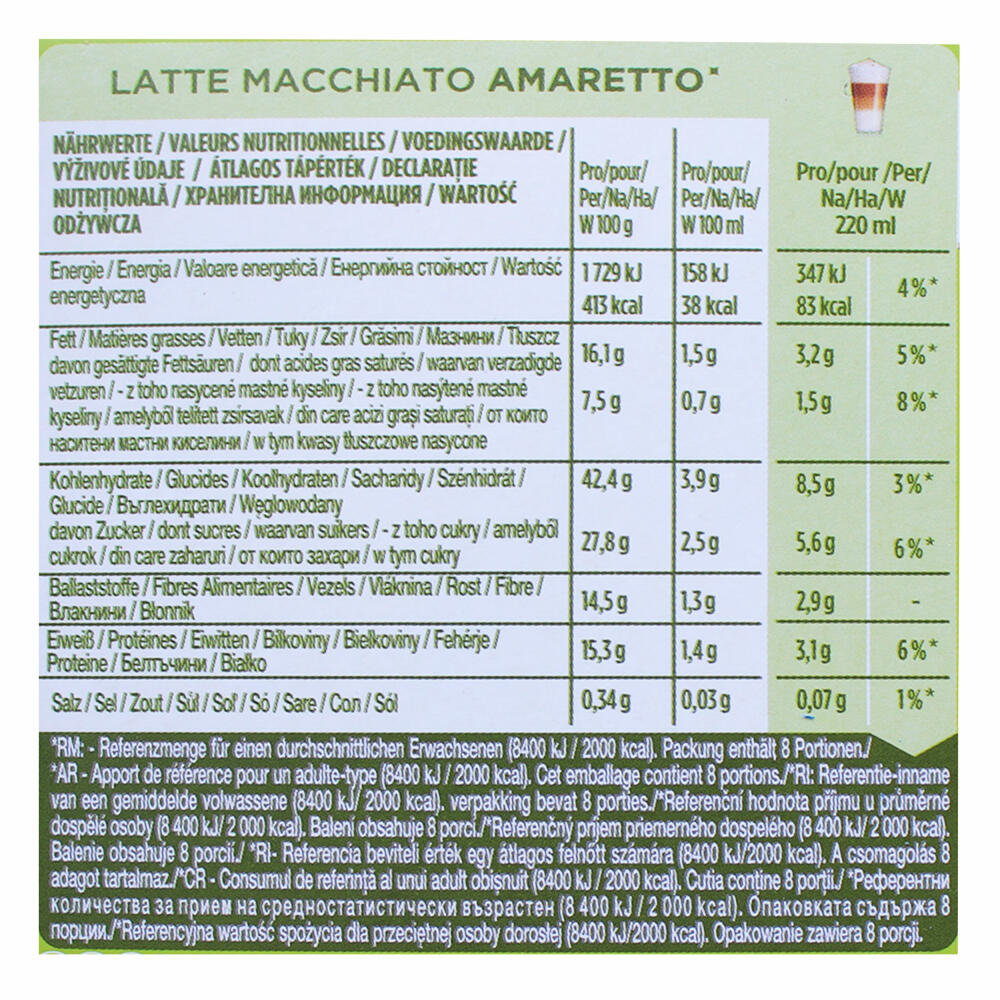 LATTE MACCHIATO AMARETTO*
NÄHRWERTE / VALEURS NUTRITIONNELLES / VOEDINGSWAARDE /
VÝŽIVOVÉ ÚDAJE / ÁTLAGOS TÁPÉRTÉK / DECLARAȚIE
NUTRIȚIONALĂ / ХРАНИТЕЛНА ИНФОРМАЦИЯ / WARTOŚĆ
ODŻYWCZA
Pro/pour/
Per/Na/Ha/
W 100 g
Pro/pour/
Per/Na/Ha/
W 100 ml
Pro/pour /Per/
Na/Ha/W
220 ml
Energie / Energia / Valoare energetică / Енергийна стойност / Wartość
energetyczna
1 729 kJ 158 kJ 347 kJ 4 %*
413 kcal 38 kcal 83 kcal
Fett / Matières grasses / Vetten / Tuky / Zsír / Grăsimi / Мазнини / Tłuszcz
16,1 g 1,5 g 3,2 g 5 %*
davon gesättigte Fettsäuren / dont acides gras saturés / waarvan verzadigde
vetzuren / - z toho nasycené mastné kyseliny / - z toho nasýtené mastné
kyseliny / amelyből telített zsírsavak / din care acizi grași saturați / от които
наситени мастни киселини / w tym kwasy tłuszczowe nasycone
7,5 g 0,7 g 1,5 g 8 %*
Kohlenhydrate / Glucides / Koolhydraten / Sacharidy / Szénhidrát /
Glucide / Въглехидрати / Węglowodany
42,4 g 3,9 g 8,5 g 3 %*
davon Zucker / dont sucres / waarvan suikers / - z toho cukry / amelyből
cukrok / din care zaharuri / от които захари / w tym cukry
27,8 g 2,5 g 5,6 g 6 %*
Ballaststoffe / Fibres Alimentaires / Vezels / Vláknina / Rost / Fibre /
Влакнини / Błonnik
14,5 g 1,3 g 2,9 g -
Eiweiß / Protéines / Eiwitten / Bílkoviny / Bielkoviny / Fehérje /
Proteine / Белтъчини / Białko
15,3 g 1,4 g 3,1 g 6 %*
Salz / Sel / Zout / Sůl / Soľ / Só / Sare / Сол / Sól
0,34 g 0,03 g 0,07 g 1 %*
*RM: - Referenzmenge für einen durchschnittlichen Erwachsenen (8400 kJ / 2000 kcal). Packung enthält 8 Portionen./
*AR - Apport de référence pour un adulte-type (8400 kJ / 2000 kcal). Cet emballage contient 8 portions./*RI: Referentie-inname
van een gemiddelde volwassene (8400 kJ/ 2000 kcal). verpakking bevat 8 porties./*Referenční hodnota příjmu u průměrné
dospělé osoby (8 400 kJ/ 2 000 kcal). Balení obsahuje 8 porcí./*Referenčný príjem priemerného dospelého (8 400 kJ/ 2 000 kcal).
Balenie obsahuje 8 porcií./ *RI- Referencia beviteli érték egy átlagos felnőtt számára (8400 kJ/2000 kcal). A csomagolás 8
adagot tartalmaz./*CR - Consumul de referință al unui adult obișnuit (8400 kJ / 2000 kcal). Cutia conține 8 porții./ *Референтни
количества за прием на средностатистически възрастен (8 400 kJ / 2 000 kcal). Опаковката съдържа 8
порции./*Referencyjna wartość spożycia dla przeciętnej osoby dorosłej (8400 kJ/2000 kcal). Opakowanie zawiera 8 porcji.